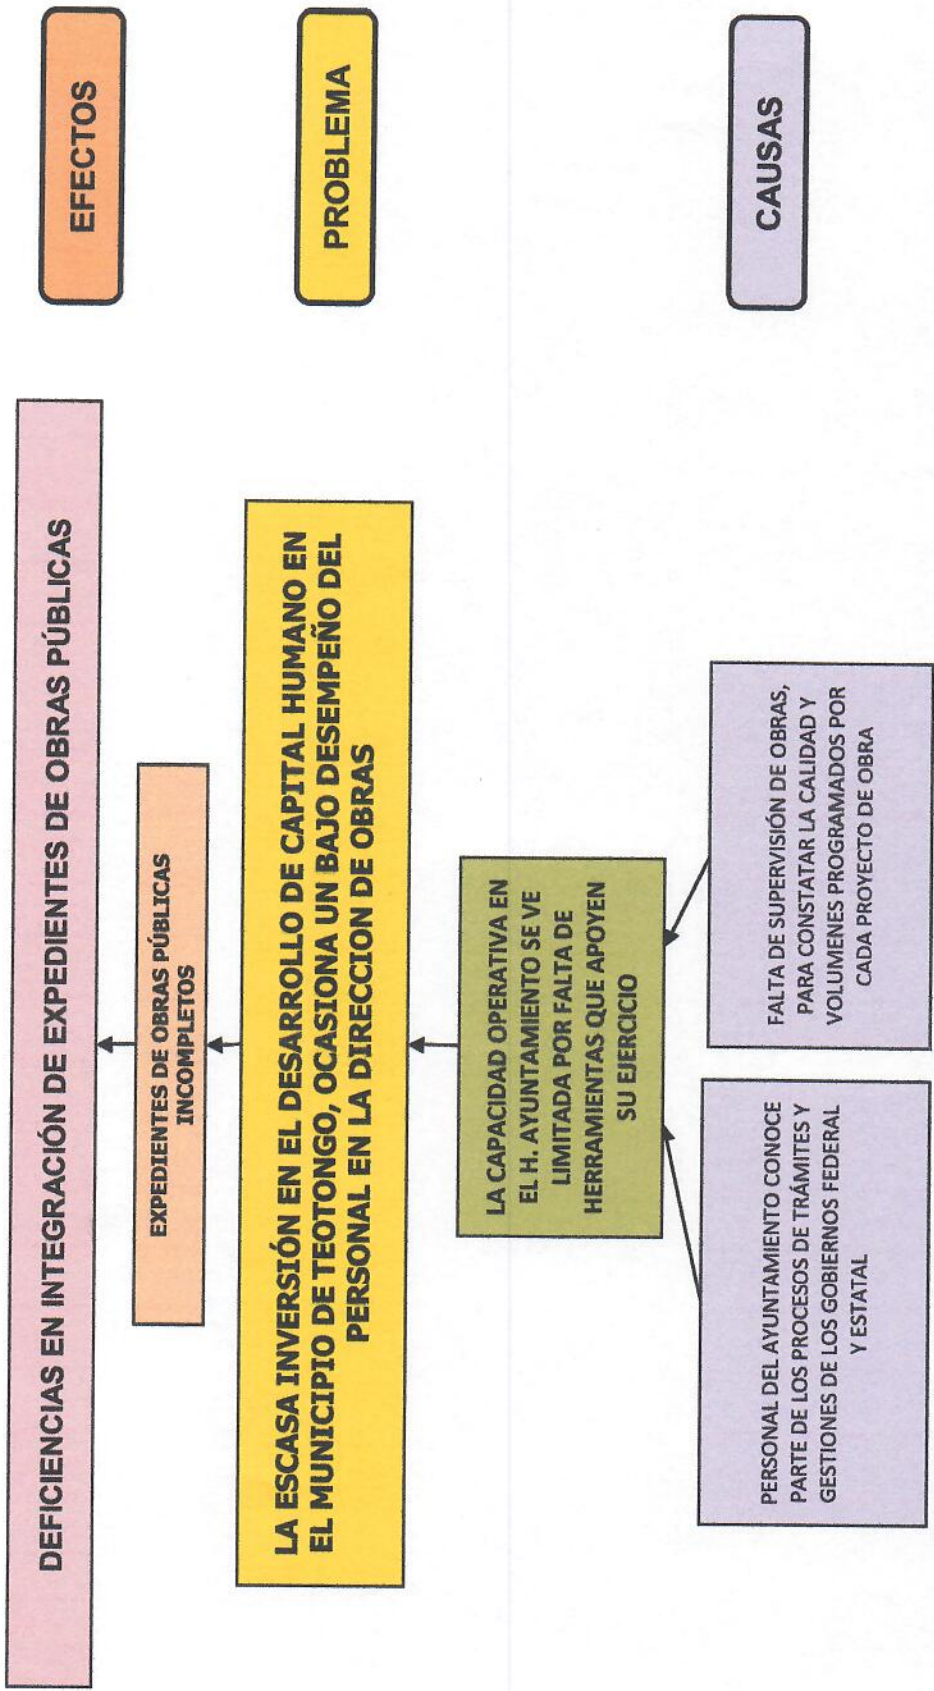 DEFICIENCIAS EN INTEGRACIÓN DE EXPEDIENTES DE OBRAS PÚBLICAS
EFECTOS
EXPEDIENTES DE OBRAS PÚBLICAS
INCOMPLETOS
LA ESCASA INVERSIÓN EN EL DESARROLLO DE CAPITAL HUMANO EN
EL MUNICIPIO DE TEOTONGO, OCASIONA UN BAJO DESEMPEÑO DEL
PERSONAL EN LA DIRECCION DE OBRAS
PROBLEMA
LA CAPACIDAD OPERATIVA EN
EL H. AYUNTAMIENTO SE VE
LIMITADA POR FALTA DE
HERRAMIENTAS QUE APOYEN
SU EJERCICIO
PERSONAL DEL AYUNTAMIENTO CONOCE
PARTE DE LOS PROCESOS DE TRÁMITES Y
GESTIONES DE LOS GOBIERNOS FEDERAL
Y ESTATAL
FALTA DE SUPERVISIÓN DE OBRAS,
PARA CONSTATAR LA CALIDAD Y
VOLUMENES PROGRAMADOS POR
CADA PROYECTO DE OBRA
CAUSAS